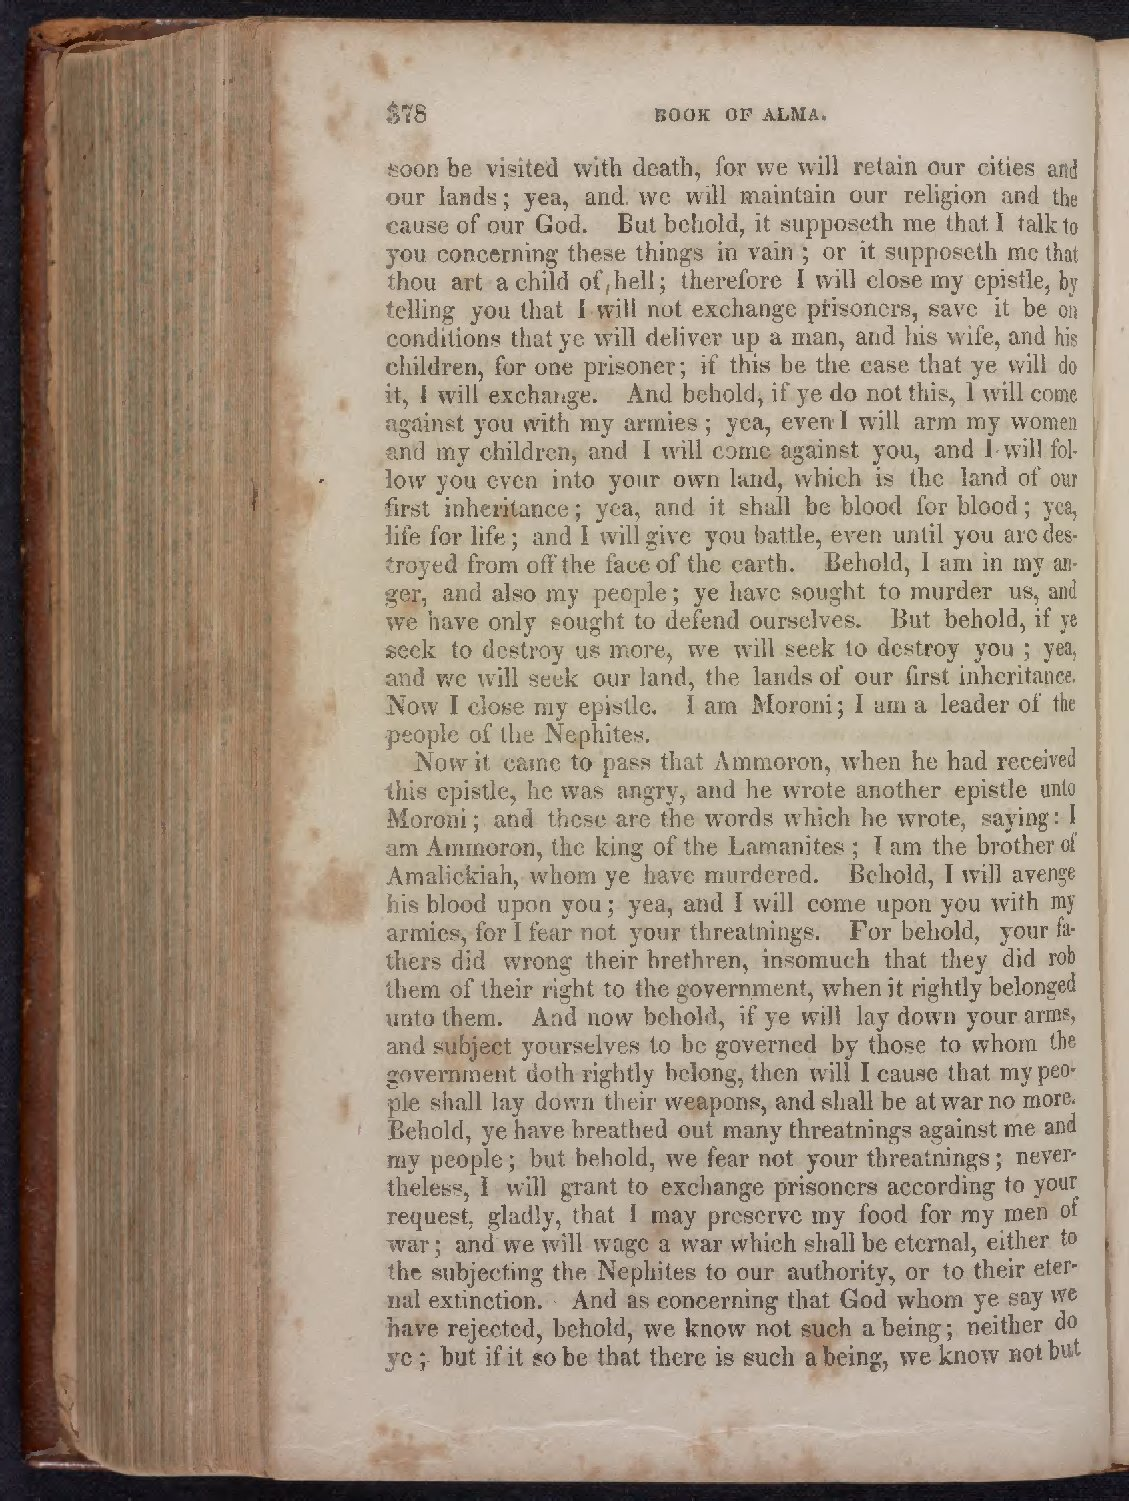 378 BOOK OF ALMA.
soon be visited with death, for we will retain our cities and
our lands; yea, and we will maintain our religion and the
cause of our God. But behold, it supposeth me that I talk to
you concerning these things in vain; or it supposeth me that
thou art a child of hell; therefore I will close my epistle, by
telling you that I will not exchange prisoners, save it be on
conditions that ye will deliver up a man, and his wife, and his
children, for one prisoner; if this be the case that ye will do
it, I will exchange. And behold, if ye do not this, I will come
against you with my armies; yea, even I will arm my women
and my children, and I will come against you, and I will fol-
low you even into your own land, which is the land of our
first inheritance; yea, and it shall be blood for blood; yea,
life for life; and I will give you battle, even until you are des-
troyed from off the face of the earth. Behold, I am in my an-
ger, and also my people; ye have sought to murder us, and
we have only sought to defend ourselves. But behold, if ye
seek to destroy us more, we will seek to destroy you; yea,
and we will seek our land, the lands of our first inheritance.
Now I close my epistle. I am Moroni; I am a leader of the
people of the Nephites.
Now it came to pass that Ammoron, when he had received
this epistle, he was angry, and he wrote another epistle unto
Moroni; and these are the words which he wrote, saying: I
am Ammoron, the king of the Lamanites; I am the brother of
Amalickiah, whom ye have murdered. Behold, I will avenge
his blood upon you; yea, and I will come upon you with my
armies, for I fear not your threatnings. For behold, your fa-
thers did wrong their brethren, insomuch that they did rob
them of their right to the government, when it rightly belonged
unto them. And now behold, if ye will lay down your arms,
and subject yourselves to be governed by those to whom the
government doth rightly belong, then will I cause that my peo-
ple shall lay down their weapons, and shall be at war no more.
Behold, ye have breathed out many threatnings against me and
my people; but behold, we fear not your threatnings; never-
theless, I will grant to exchange prisoners according to your
request, gladly, that I may preserve my food for my men of
war; and we will wage a war which shall be eternal, either to
the subjecting the Nephites to our authority, or to their eter-
nal extinction. And as concerning that God whom ye say we
have rejected, behold, we know not such a being; neither do
ye; but if it so be that there is such a being, we know not but